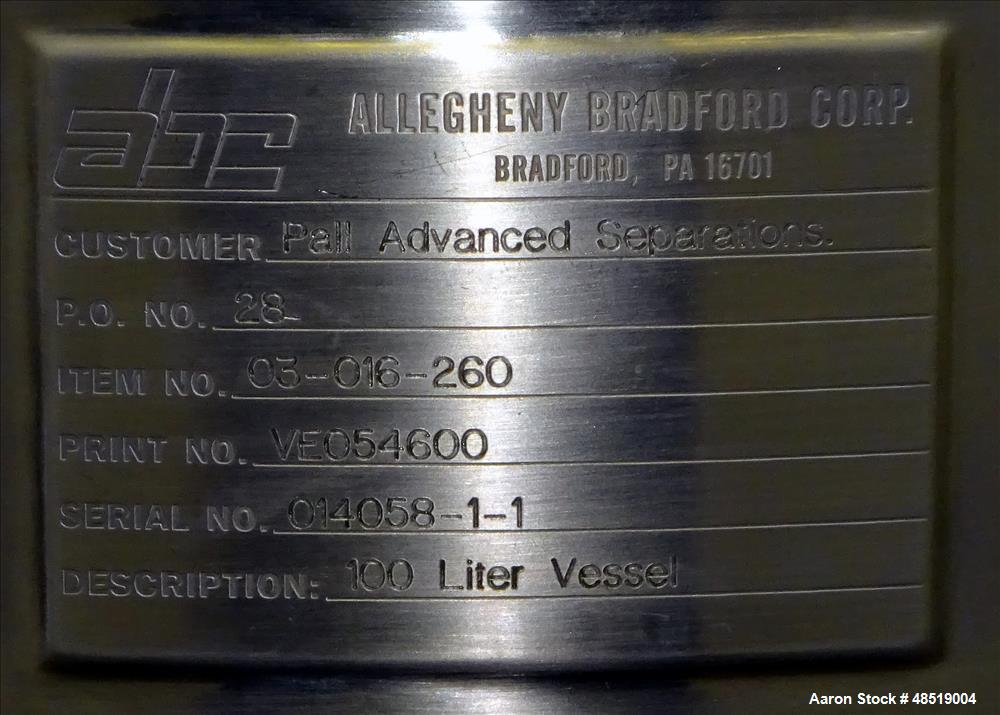 abc
ALLEGHENY BRADFORD CORP.
BRADFORD, PA 16701
CUSTOMER Pall Advanced Separations.
P.O. NO. 28
ITEM NO. 03-016-260
PRINT NO. VE054600
SERIAL NO. 014058-1-1
DESCRIPTION: 100 Liter Vessel
Aaron Stock # 48519004